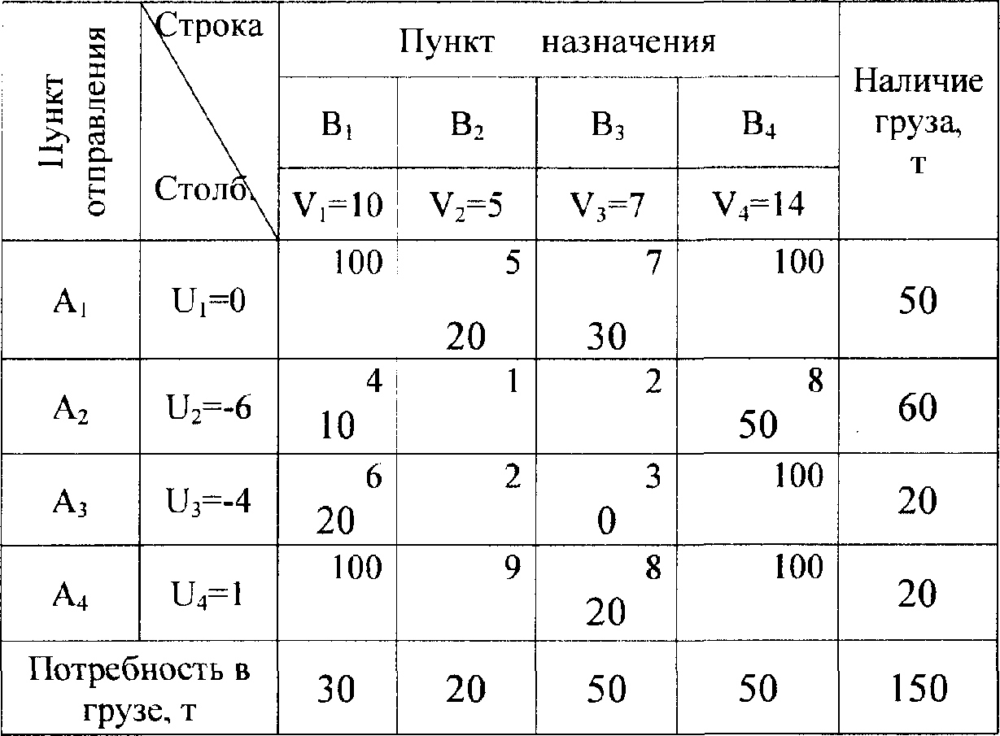 Пункт отправления
Строка
Столб.
Пункт назначения
Наличие груза, т
B₁ B₂ B₃ B₄
V₁=10 V₂=5 V₃=7 V₄=14
A₁ U₁=0 100 5 20 7 30 100 50
A₂ U₂=-6 4 10 1 2 8 50 60
A₃ U₃=-4 6 20 2 3 0 100 20
A₄ U₄=1 100 9 8 20 100 20
Потребность в
грузе, т
30 20 50 50 150